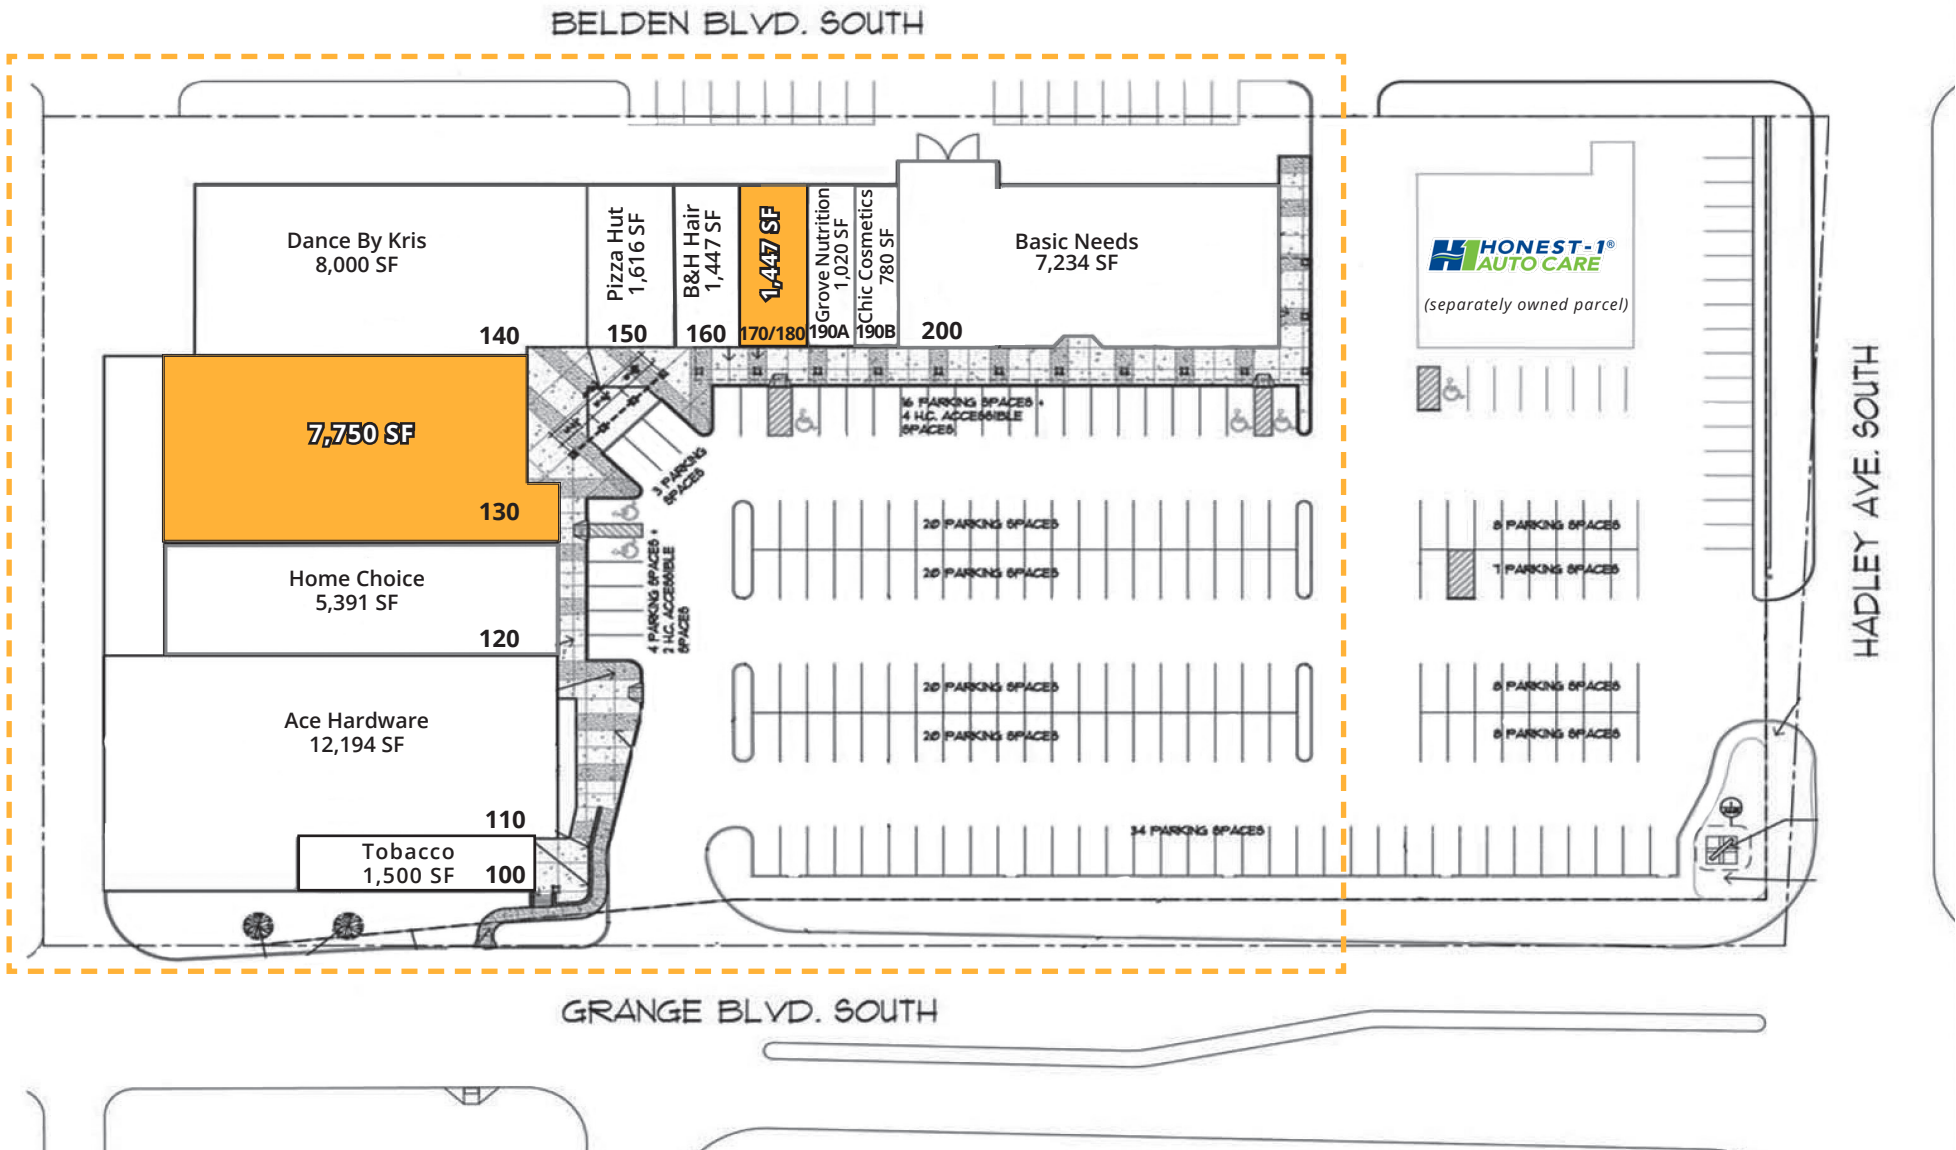 BELDEN BLVD. SOUTH
Dance By Kris
8,000 SF
140
Pizza Hut
1,616 SF
150
B&H Hair
1,447 SF
160
1,447 SF
170/180
Grove Nutrition
1,020 SF
190A
Chic Cosmetics
780 SF
190B
Basic Needs
7,234 SF
200
H1 HONEST-1®
AUTO CARE
(separately owned parcel)
HADLEY AVE. SOUTH
7,750 SF
130
16 PARKING SPACES +
4 H.C. ACCESSIBLE
SPACES
3 PARKING
SPACES
4 PARKING SPACES +
2 H.C. ACCESSIBLE
SPACES
20 PARKING SPACES
20 PARKING SPACES
8 PARKING SPACES
7 PARKING SPACES
Home Choice
5,391 SF
120
20 PARKING SPACES
20 PARKING SPACES
8 PARKING SPACES
8 PARKING SPACES
Ace Hardware
12,194 SF
110
34 PARKING SPACES
Tobacco
1,500 SF
100
GRANGE BLVD. SOUTH